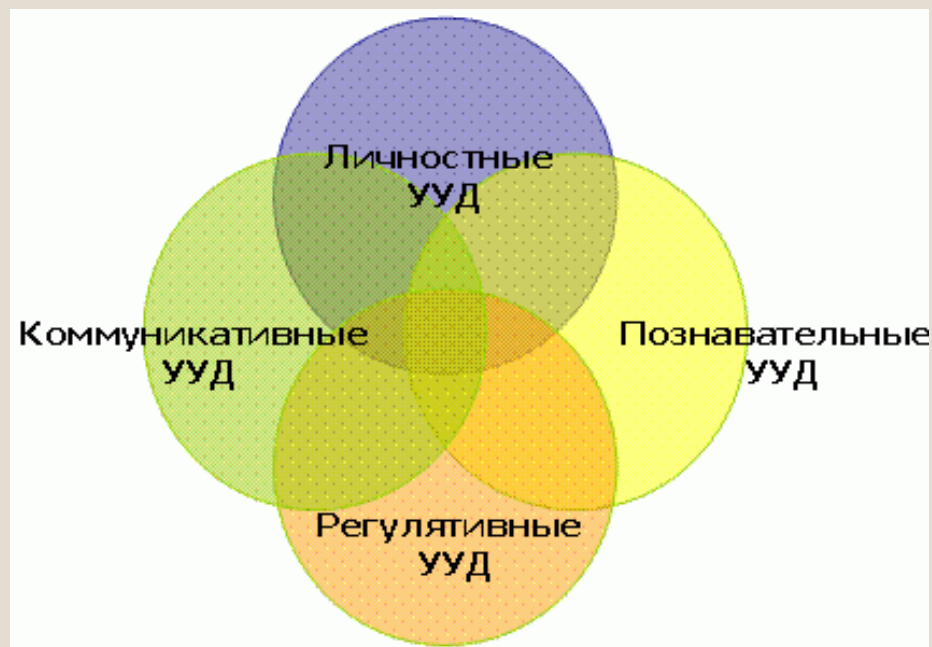 Личностные
УУД
Коммуникативные
УУД
Познавательные
УУД
Регулятивные
УУД